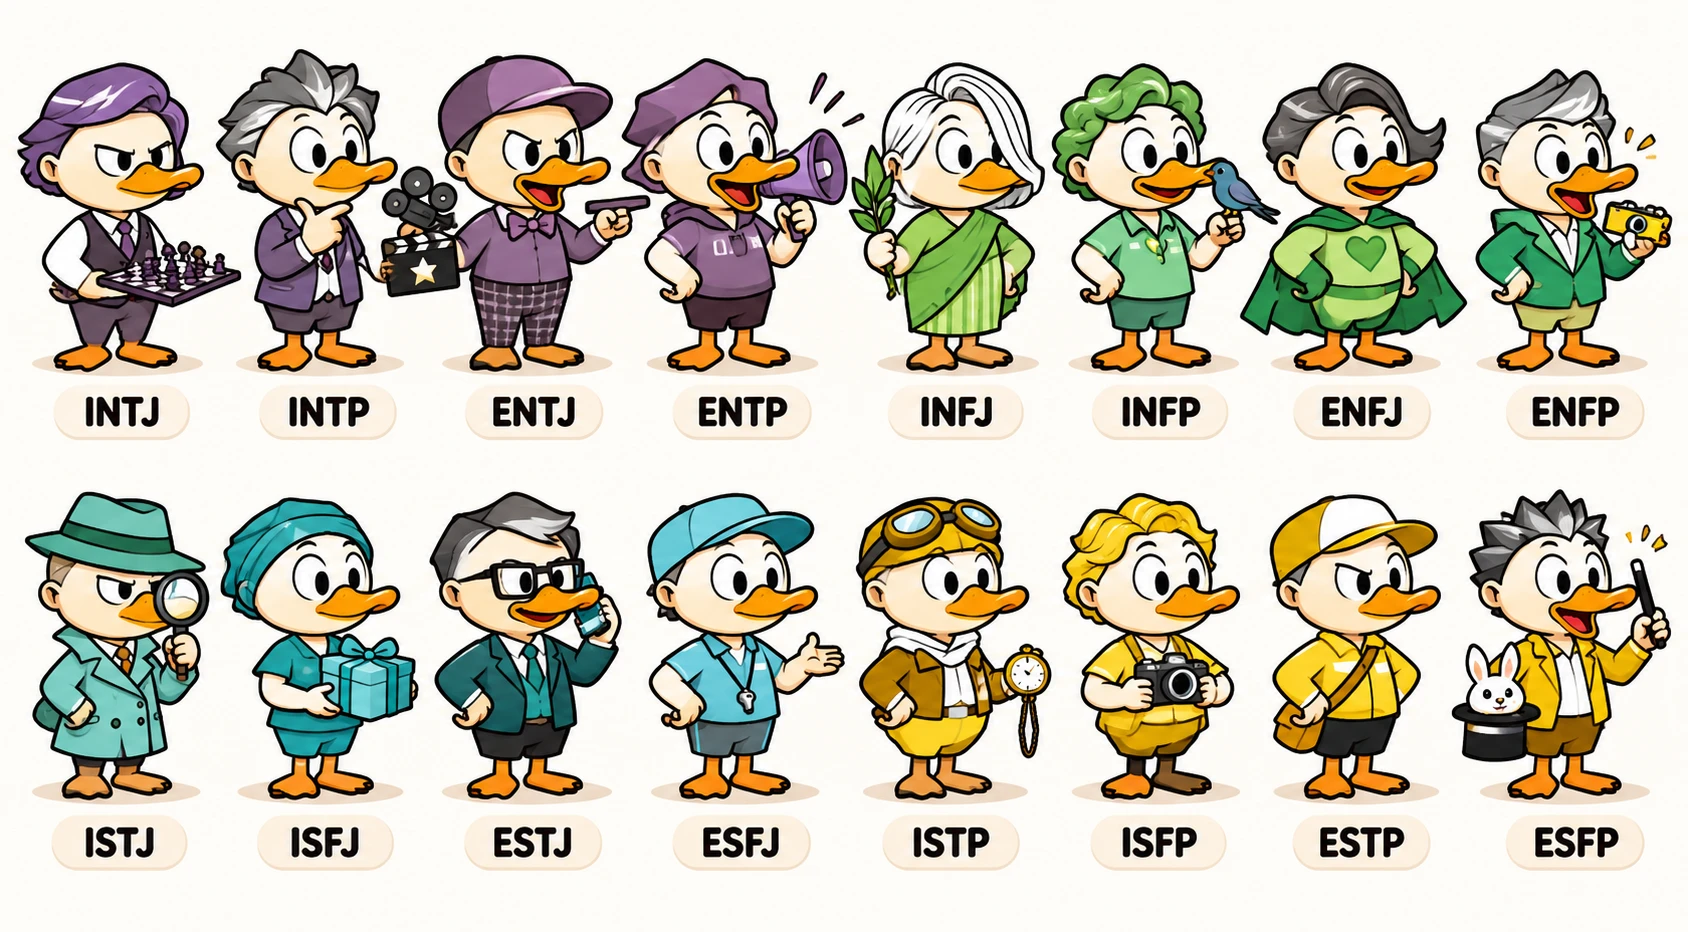 INTJ
INTP
ENTJ
ENTP
INFJ
INFP
ENFJ
ENFP
ISTJ
ISFJ
ESTJ
ESFJ
ISTP
ISFP
ESTP
ESFP